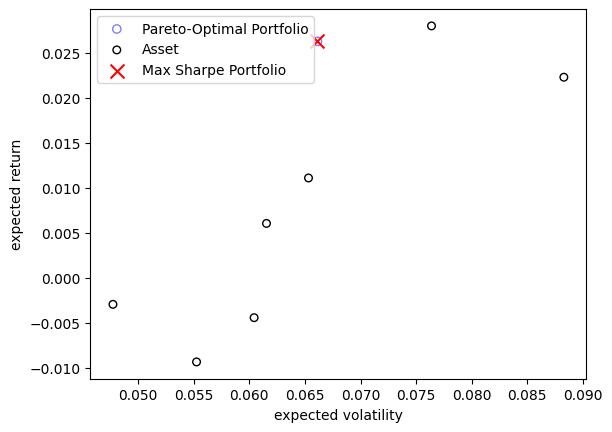 Pareto-Optimal Portfolio
Asset
Max Sharpe Portfolio
expected return
0.025
0.020
0.015
0.010
0.005
0.000
−0.005
−0.010
0.050 0.055 0.060 0.065 0.070 0.075 0.080 0.085 0.090
expected volatility